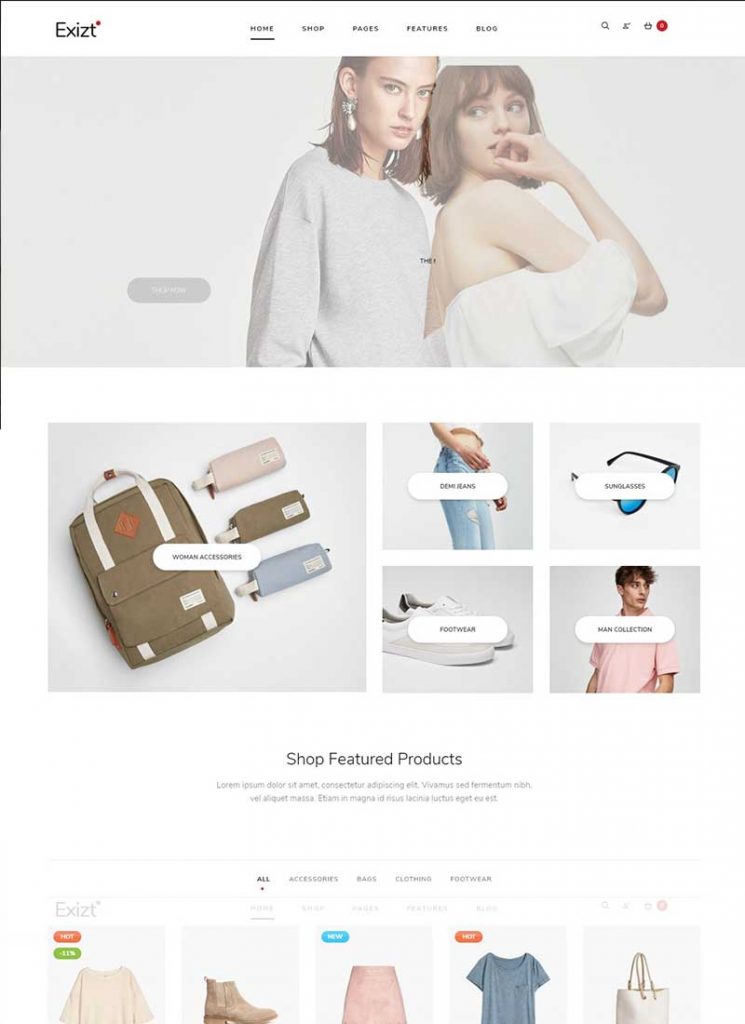 Exizt
HOME SHOP PAGES FEATURES BLOG
0
THE
SHOP NOW
DEMI JEANS
SUNGLASSES
WOMAN ACCESSORIES
FOOTWEAR
MAN COLLECTION
Shop Featured Products
Lorem ipsum dolor sit amet, consectetur adipiscing elit. Vivamus sed fermentum nibh,
vel aliquet massa. Etiam in magna id risus lacinia luctus eget eu est.
ALL ACCESSORIES BAGS CLOTHING FOOTWEAR
Exizt
HOME SHOP PAGES FEATURES BLOG
0
HOT
-11%
NEW
HOT